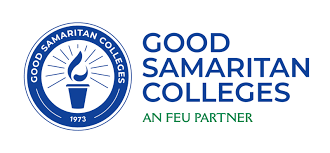 GOOD SAMARITAN COLLEGES
1973
GOOD
SAMARITAN
COLLEGES
AN FEU PARTNER